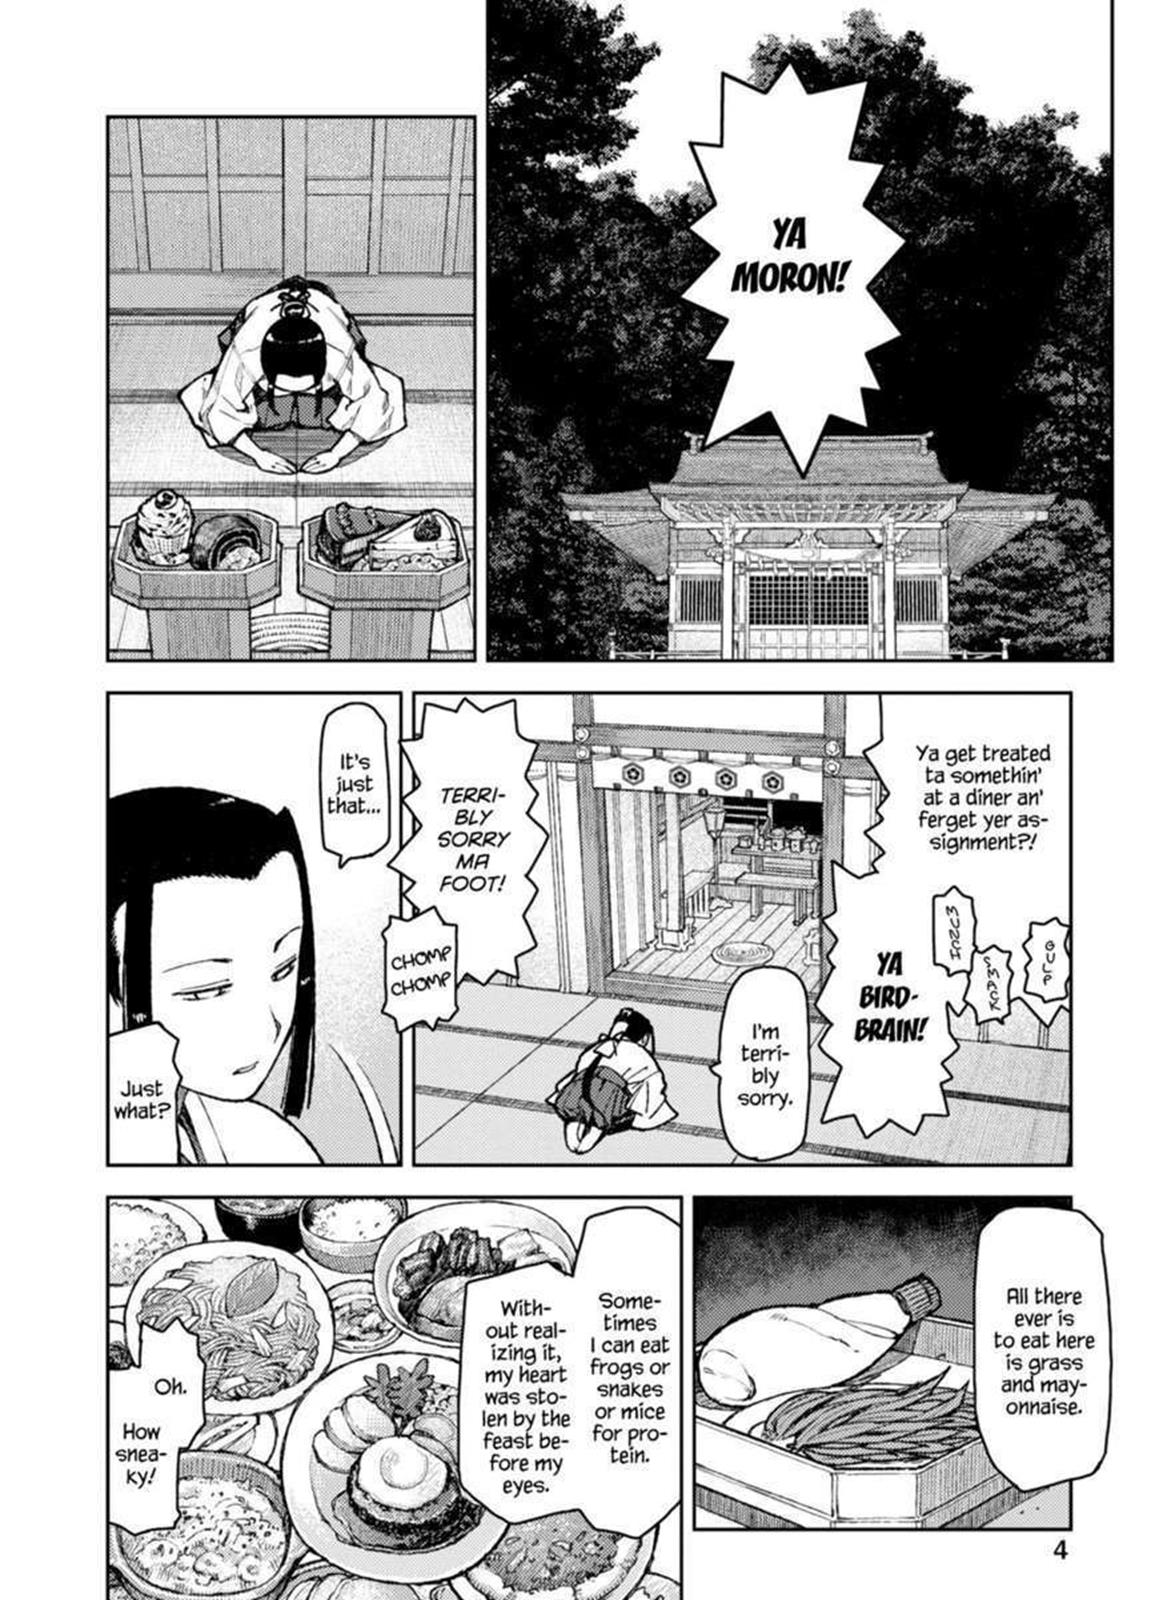 YA
MORON!
Ya get treated
ta somethin'
at a diner an'
ferget yer as-
signment?!
MUNCH
SMACK
GULP
YA
BIRD-
BRAIN!
I'm
terri-
bly
sorry.
TERRI-
BLY
SORRY
MA
FOOT!
CHOMP
CHOMP
It's
just
that...
Just
what?
All there
ever is
to eat here
is grass
and may-
onnaise.
Some-
times
I can eat
frogs or
snakes
or mice
for pro-
tein.
With-
out real-
izing it,
my heart
was sto-
len by the
feast be-
fore my
eyes.
Oh.
How
snea-
ky!
4